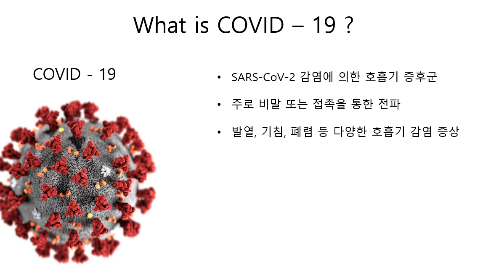 What is COVID – 19 ?
COVID - 19
• SARS-CoV-2 감염에 의한 호흡기 증후군
• 주로 비말 또는 접촉을 통한 전파
• 발열, 기침, 폐렴 등 다양한 호흡기 감염 증상